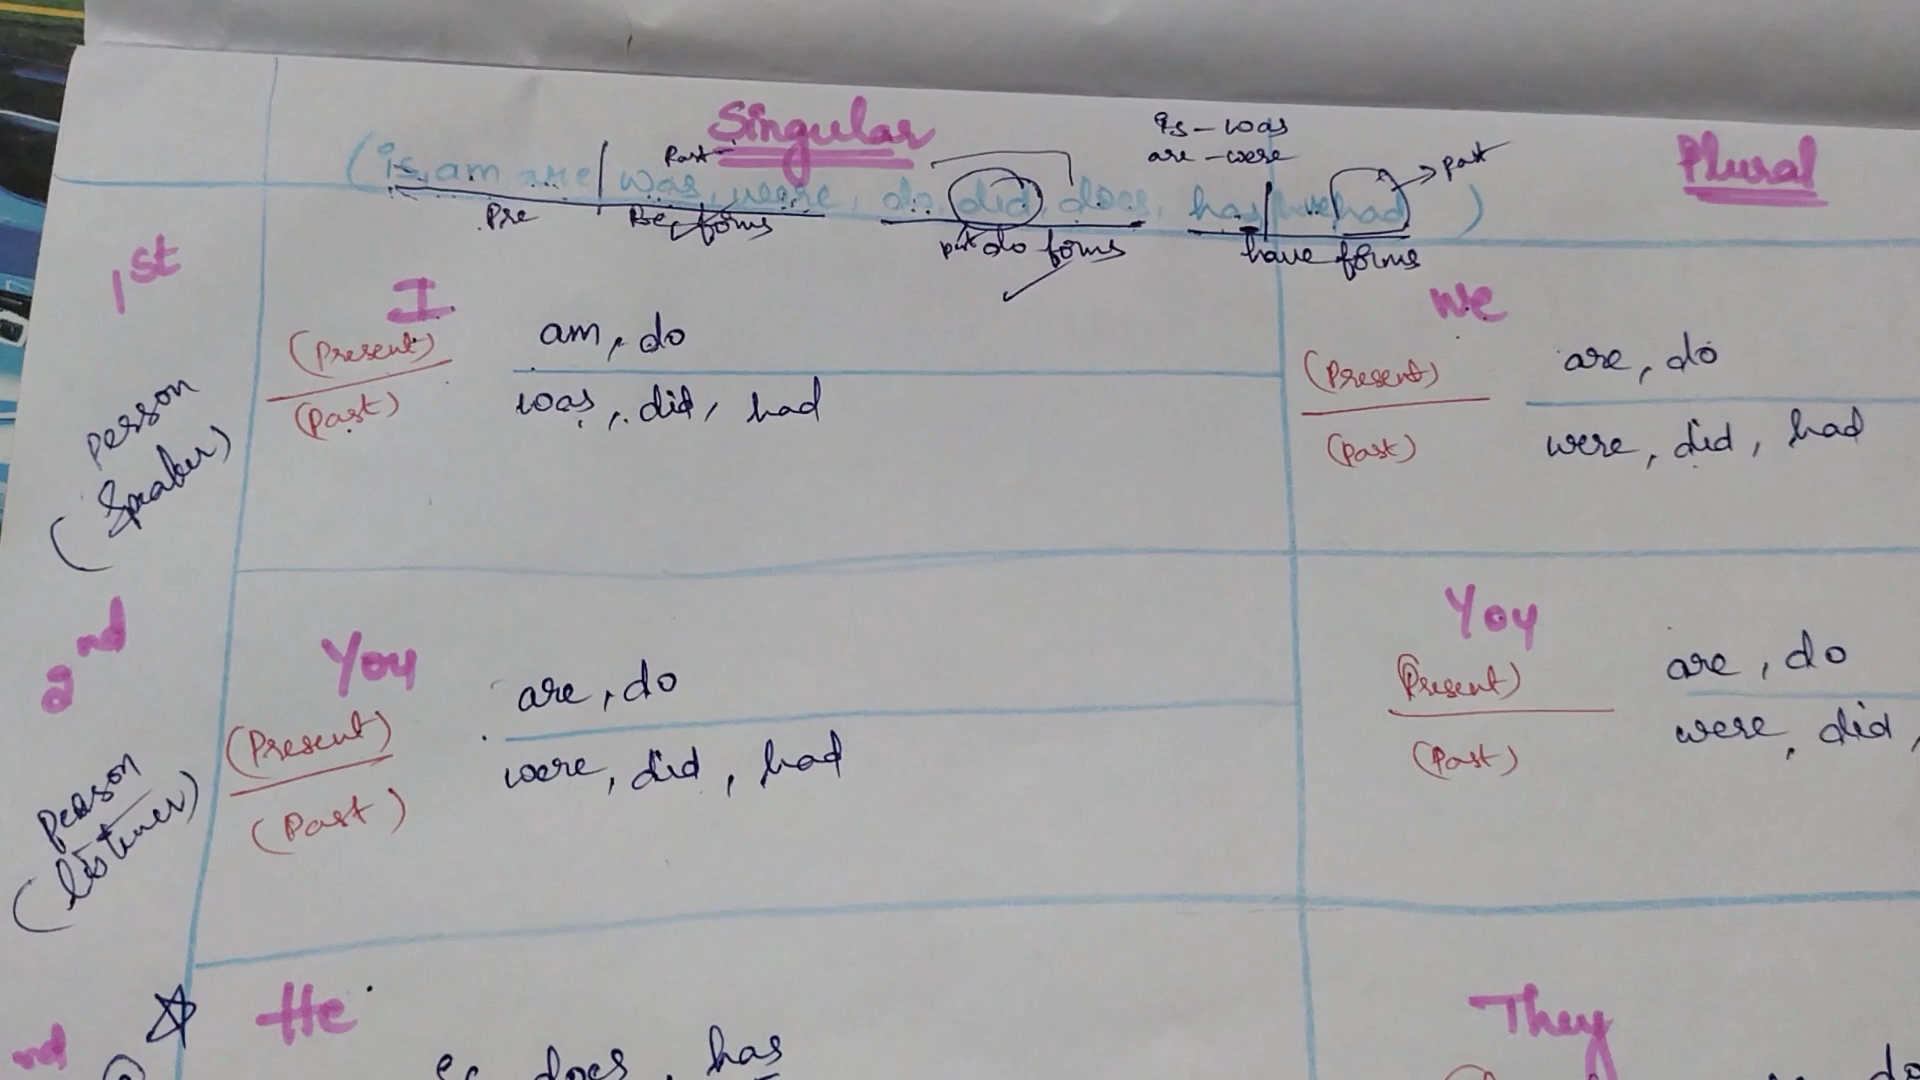 Singular
Plural
is - was
are - were
Past
(is, am, are / was, were, do, did, does, has / have had)
past
Pre
Be forms
past do forms
have forms
1st
person
(Speaker)
I
(Present)
am, do
(Past)
was, did, had
We
(Present)
are, do
(Past)
were, did, had
2nd
person
(listener)
You
(Present)
are, do
(Past)
were, did, had
You
(Present)
are, do
(Past)
were, did,
rd
He
is does, has
They
do